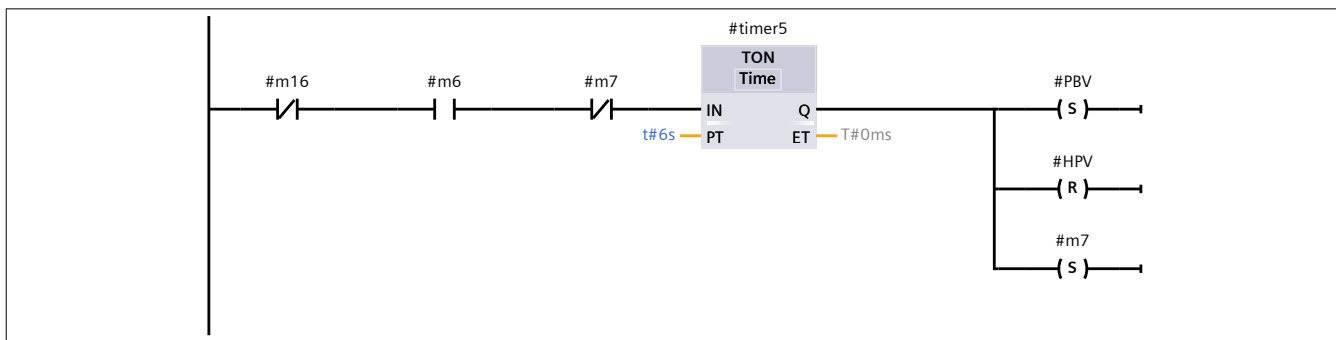 #timer5
TON
Time
#m16 #m6 #m7 #PBV
IN Q S
t#6s PT ET T#0ms
#HPV
R
#m7
S